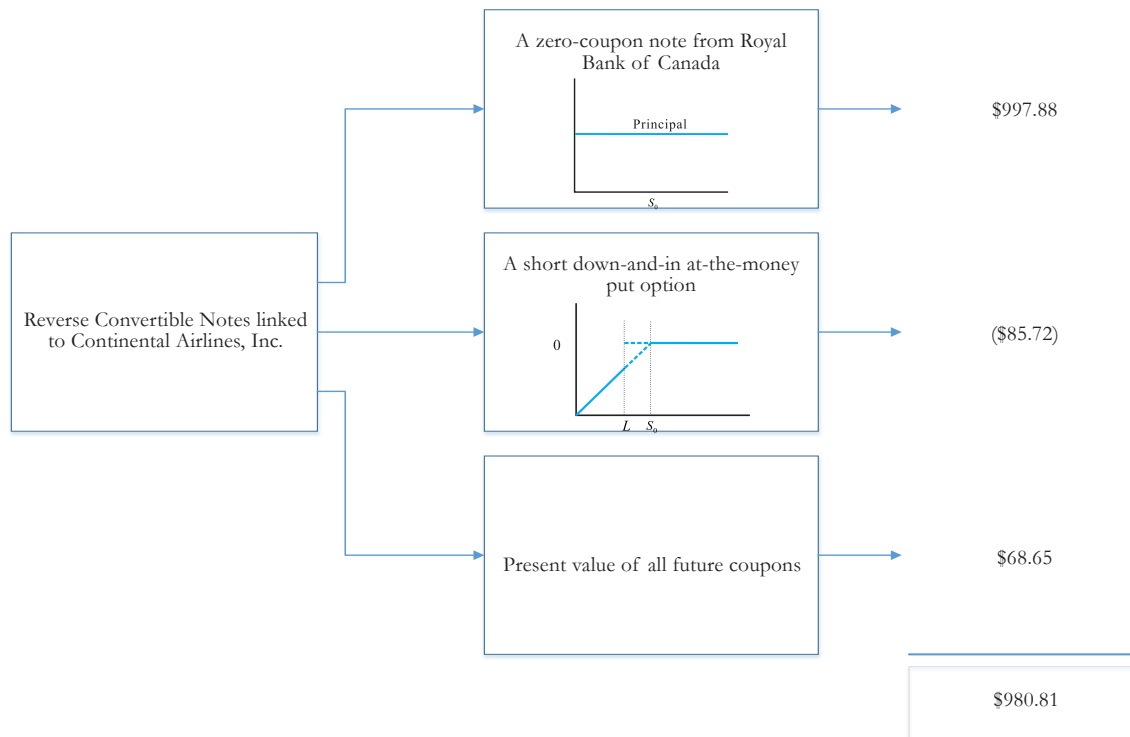 Reverse Convertible Notes linked
to Continental Airlines, Inc.
A zero-coupon note from Royal
Bank of Canada
Principal
S₀
$997.88
A short down-and-in at-the-money
put option
0
L S₀
($85.72)
Present value of all future coupons
$68.65
$980.81